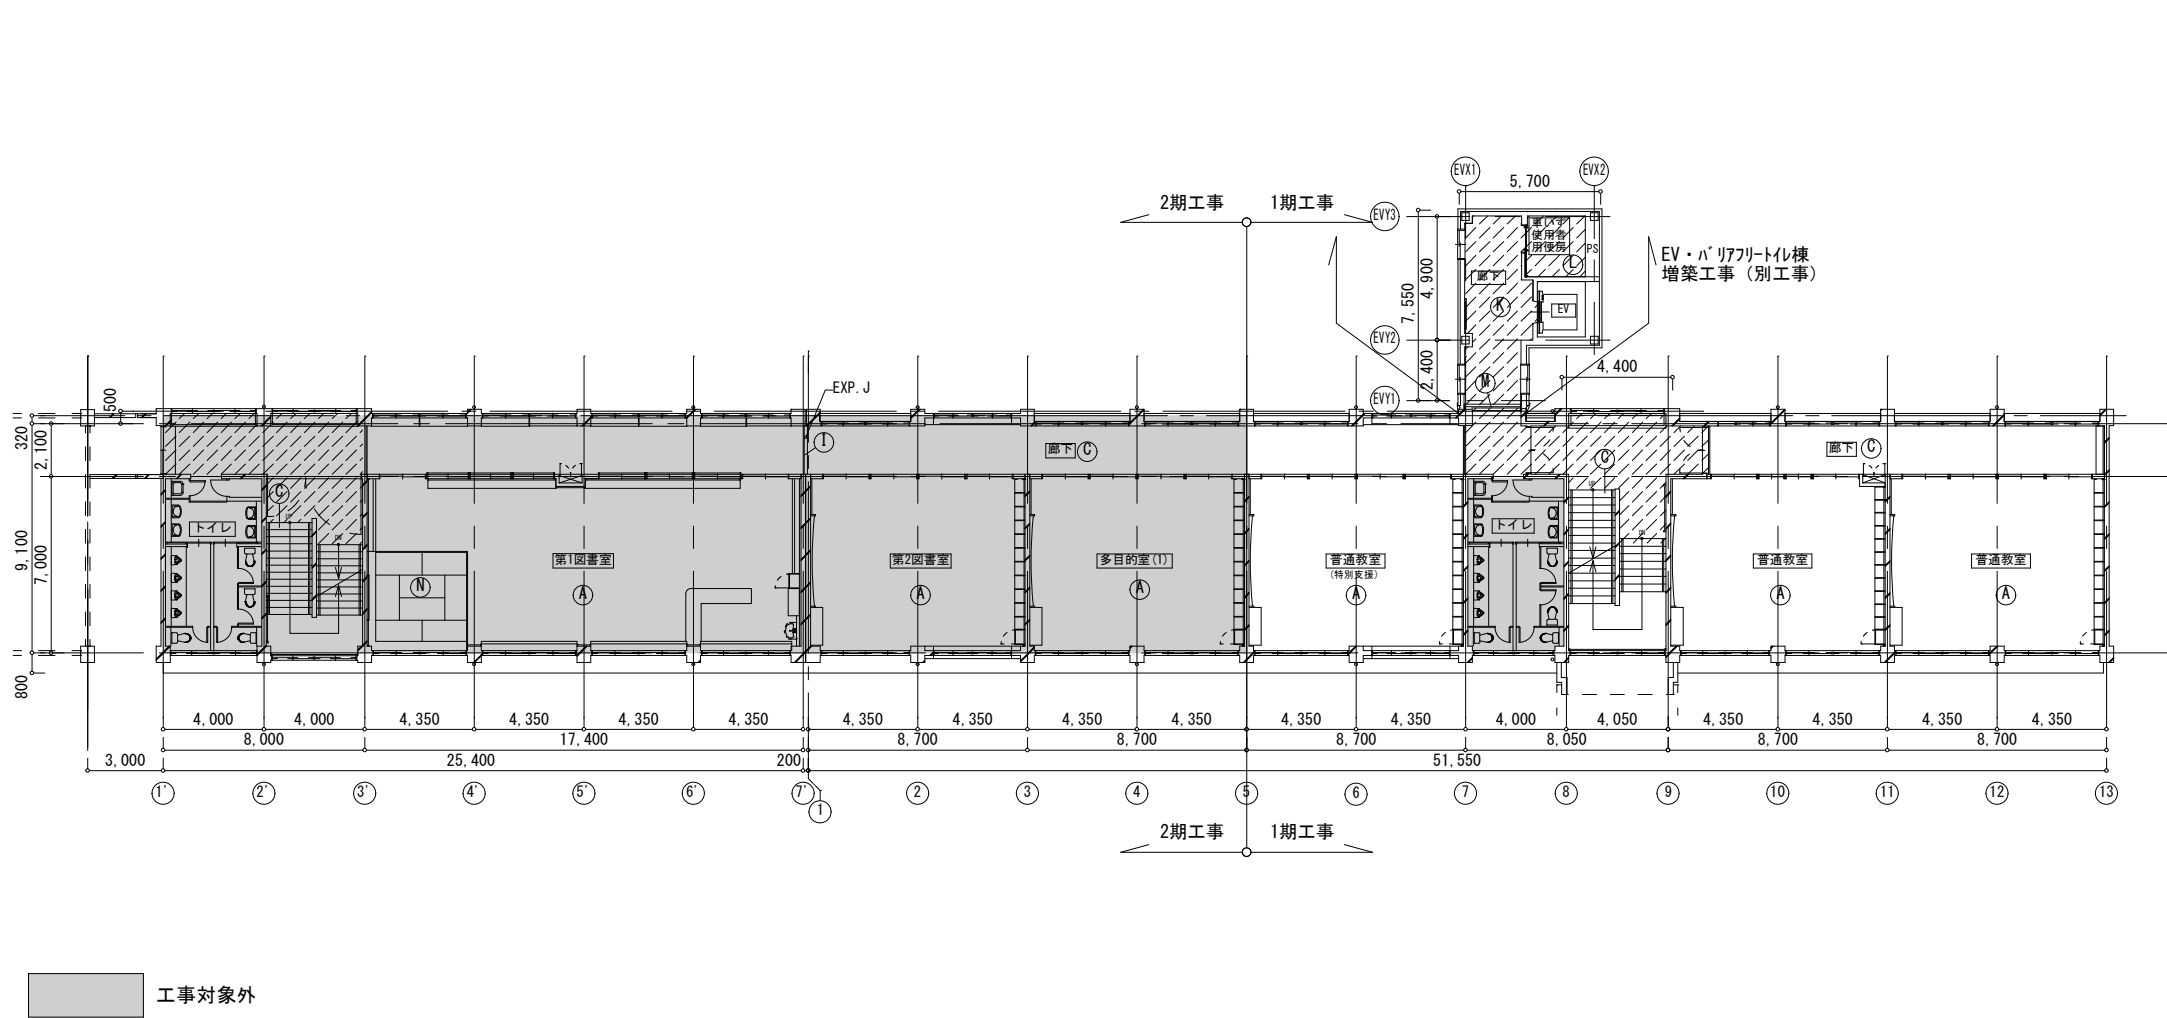 EVX1 EVX2
5,700
2期工事 1期工事
EVY3
車いす
使用者
用便房
PS
L
EV・バリアフリートイレ棟
増築工事（別工事）
廊下
K
EV
7,550
4,900
EVY2
2,400
M
4,400
EVY1
EXP.J
500
320
2,100
I
廊下 C
C
廊下 C
C
UP
DN
UP
DN
トイレ
トイレ
9,100
7,000
第1図書室
第2図書室
多目的室(1)
普通教室
(特別支援)
普通教室
普通教室
N
A
A
A
A
A
A
800
4,000 4,000 4,350 4,350 4,350 4,350 4,350 4,350 4,350 4,350 4,350 4,350 4,000 4,050 4,350 4,350 4,350 4,350
8,000 17,400 8,700 8,700 8,700 8,050 8,700 8,700
3,000 25,400 200 51,550
1' 2' 3' 4' 5' 6' 7' 1 2 3 4 5 6 7 8 9 10 11 12 13
2期工事 1期工事
工事対象外